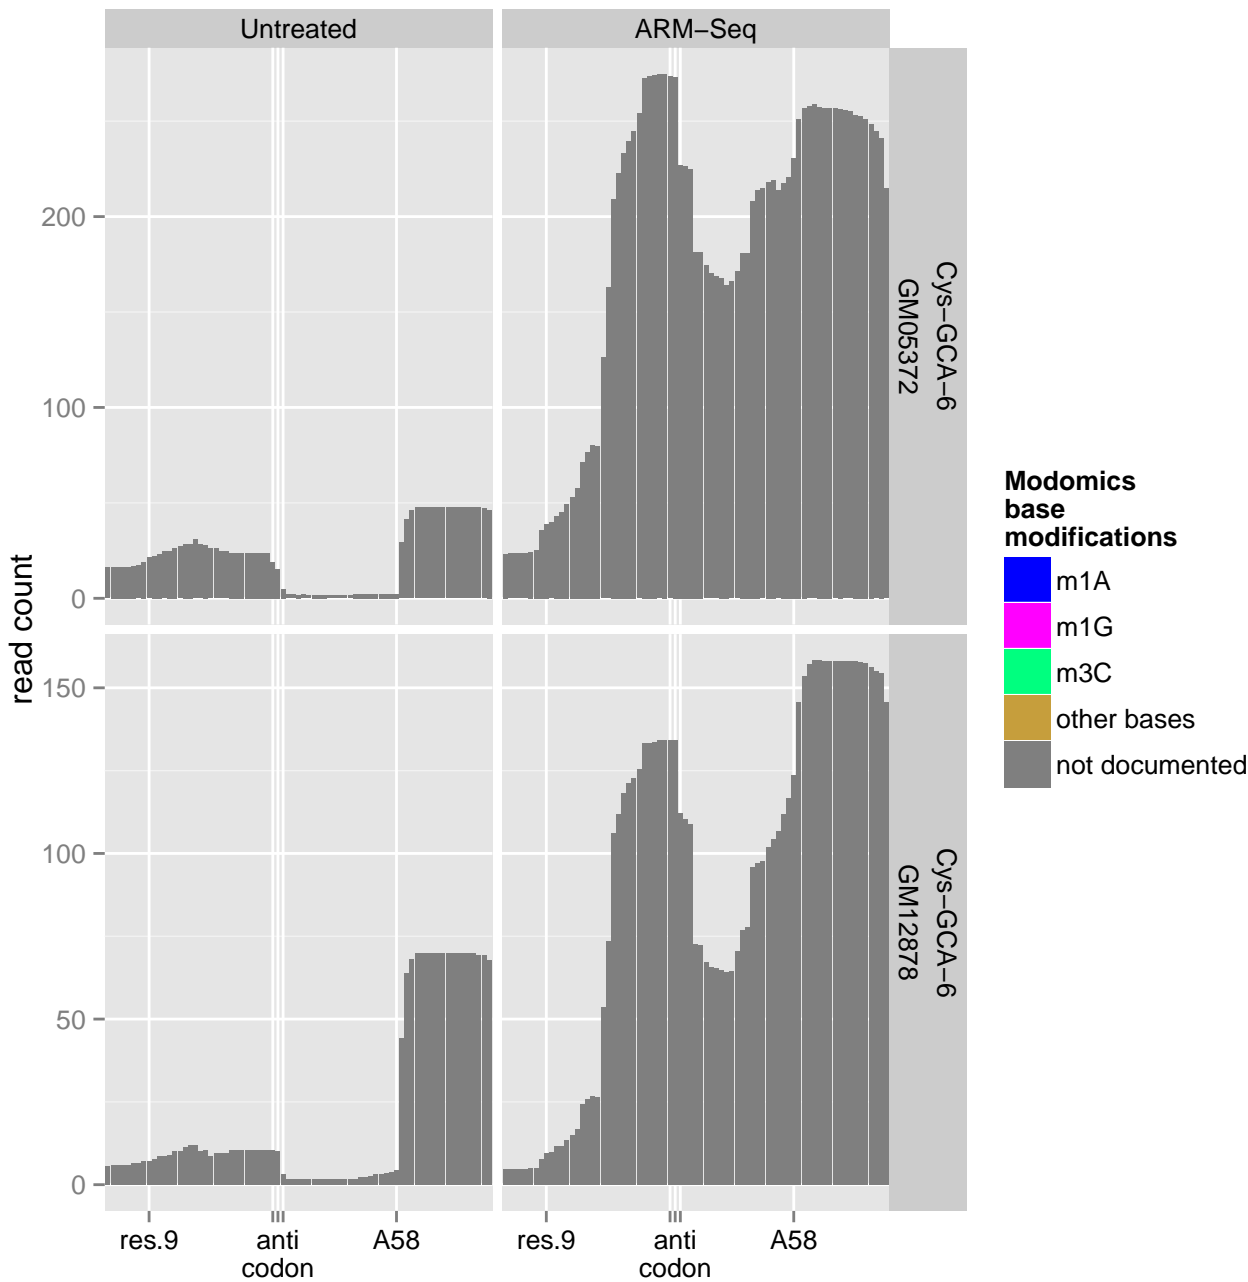 Untreated
ARM−Seq
200
100
0
Cys−GCA−6
GM05372
read count
150
100
50
0
Cys−GCA−6
GM12878
res.9
anti
codon
A58
res.9
anti
codon
A58
Modomics
base
modifications
m1A
m1G
m3C
other bases
not documented